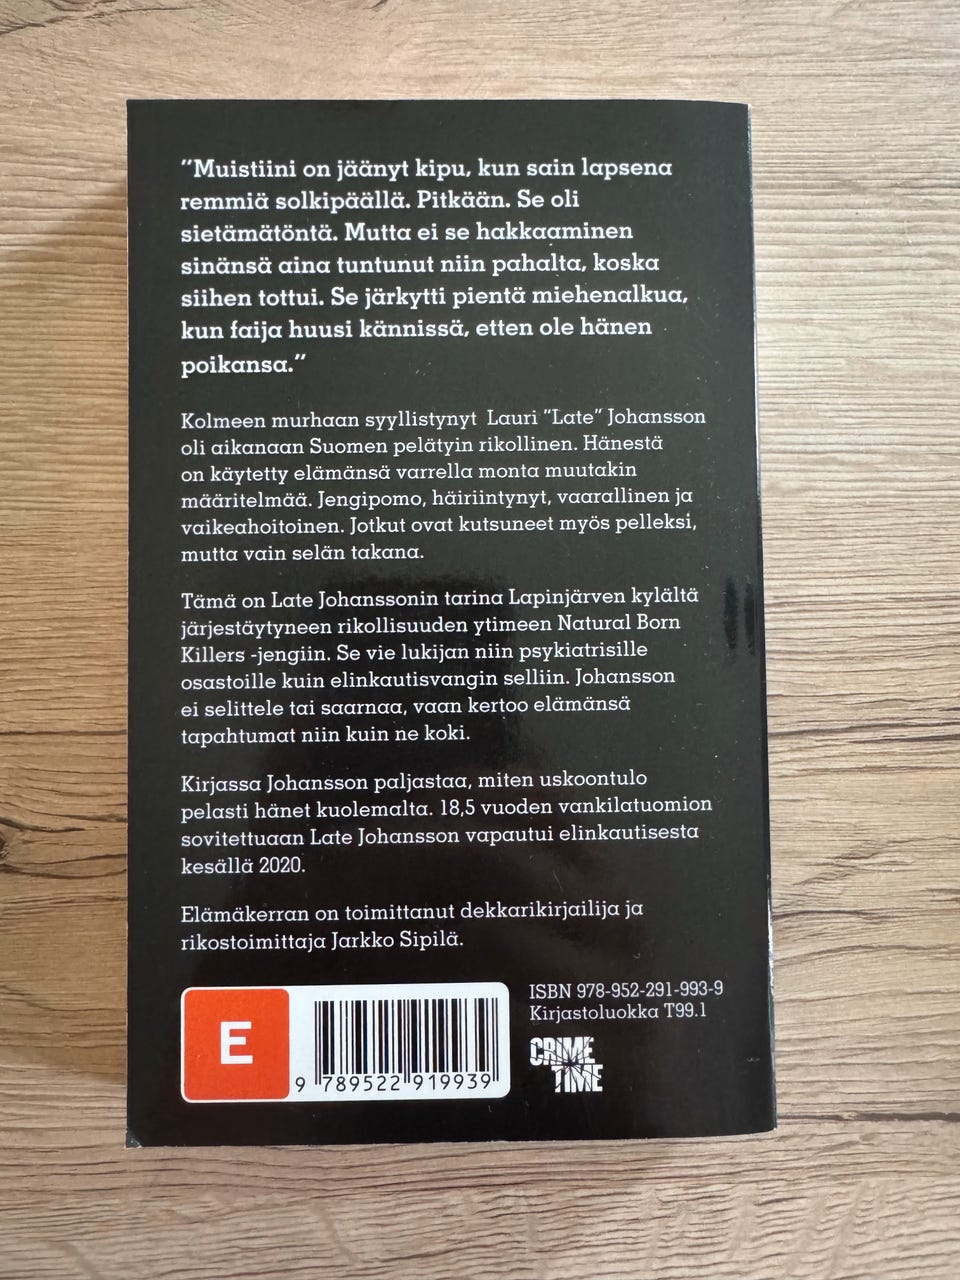 ”Muistiini on jäänyt kipu, kun sain lapsena
remmiä solkipäällä. Pitkään. Se oli
sietämätöntä. Mutta ei se hakkaaminen
sinänsä aina tuntunut niin pahalta, koska
siihen tottui. Se järkytti pientä miehenalkua,
kun faija huusi kännissä, etten ole hänen
poikansa.”
Kolmeen murhaan syyllistynyt Lauri ”Late” Johansson
oli aikanaan Suomen pelätyin rikollinen. Hänestä
on käytetty elämänsä varrella monta muutakin
määritelmää. Jengipomo, häiriintynyt, vaarallinen ja
vaikeahoitoinen. Jotkut ovat kutsuneet myös pelleksi,
mutta vain selän takana.
Tämä on Late Johanssonin tarina Lapinjärven kylältä
järjestäytyneen rikollisuuden ytimeen Natural Born
Killers -jengiin. Se vie lukijan niin psykiatrisille
osastoille kuin elinkautisvangin selliin. Johansson
ei selittele tai saarnaa, vaan kertoo elämänsä
tapahtumat niin kuin ne koki.
Kirjassa Johansson paljastaa, miten uskoontulo
pelasti hänet kuolemalta. 18,5 vuoden vankilatuomion
sovitettuaan Late Johansson vapautui elinkautisesta
kesällä 2020.
Elämäkerran on toimittanut dekkarikirjailija ja
rikostoimittaja Jarkko Sipilä.
E
9 789522 919939
ISBN 978-952-291-993-9
Kirjastoluokka T99.1
CRIME
TIME